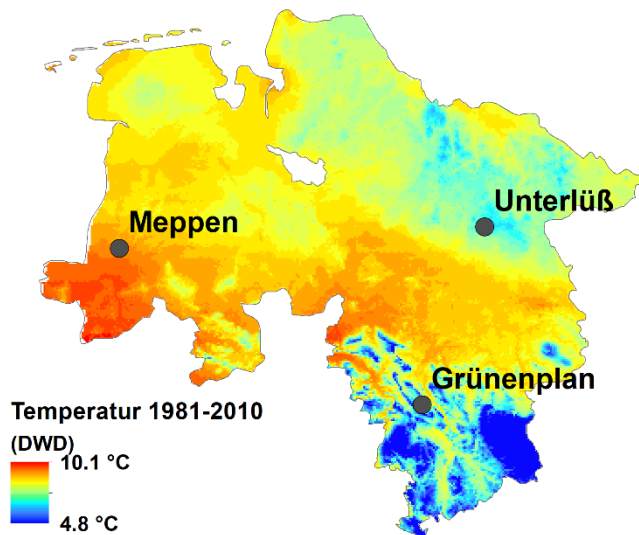 Unterlüß
Meppen
Grünenplan
Temperatur 1981-2010
(DWD)
10.1 °C
4.8 °C